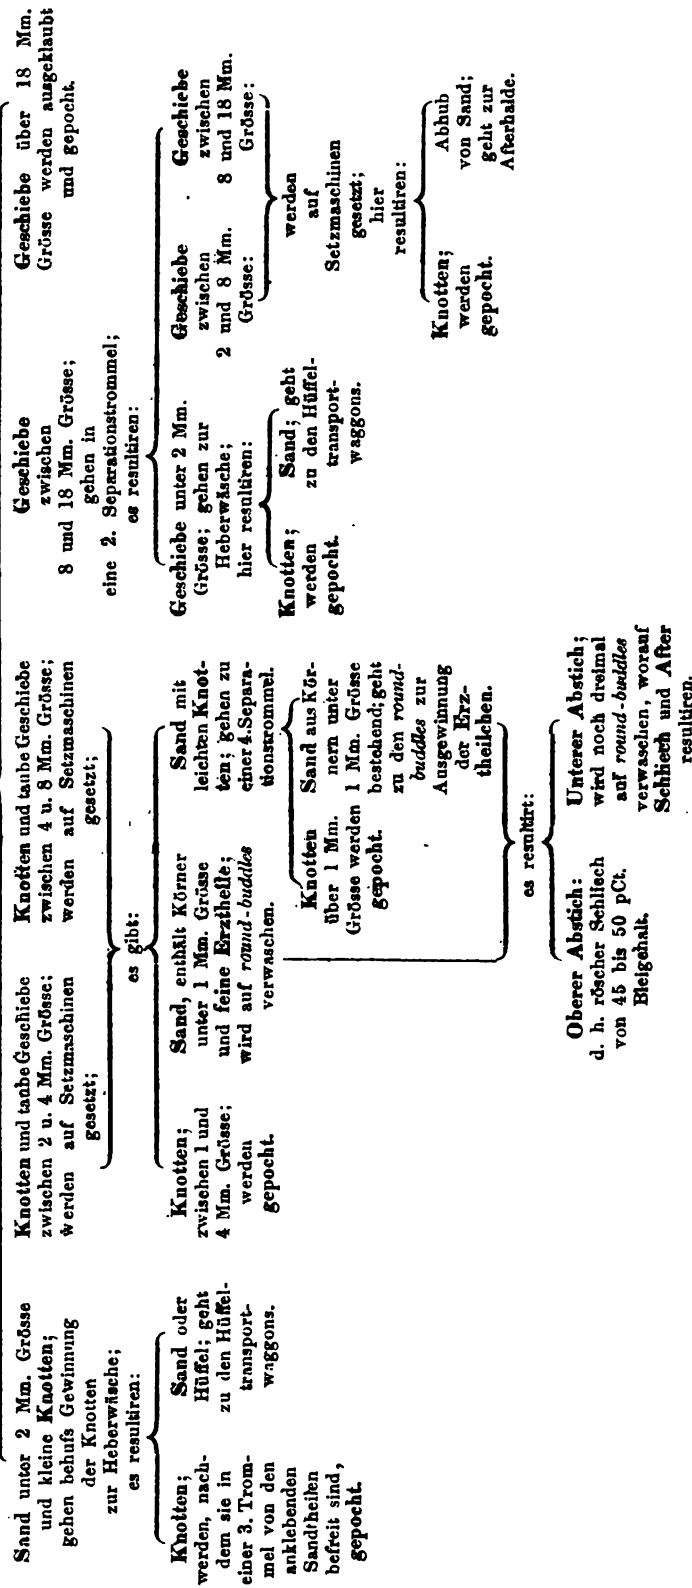 Sand unter 2 Mm. Grösse
und kleine Knotten;
gehen behufs Gewinnung
der Knotten
zur Heberwäsche;
es resultiren:
Knotten;
werden, nach-
dem sie in
einer 3. Trom-
mel von den
anklebenden
Sandtheilen
befreit sind,
gepocht.
Sand oder
Hüffel; geht
zu den Hüffel-
transport-
waggons.
Knotten und taube Geschiebe
zwischen 2 u. 4 Mm. Grösse;
werden auf Setzmaschinen
gesetzt;
Knotten und taube Geschiebe
zwischen 4 u. 8 Mm. Grösse;
werden auf Setzmaschinen
gesetzt;
es gibt:
Knotten;
zwischen 1 und
4 Mm. Grösse;
werden
gepocht.
Sand, enthält Körner
unter 1 Mm. Grösse
und feine Erztheile;
wird auf round-buddles
verwaschen.
Sand mit
leichten Knot-
ten; gehen zu
einer 4. Separa-
tionstrommel.
Knotten
über 1 Mm.
Grösse werden
gepocht.
Sand aus Kör-
nern unter
1 Mm. Grösse
bestehend; geht
zu den round-
buddles zur
Ausgewinnung
der Erz-
theilchen.
es resultirt:
Oberer Abstich:
d. h. röscher Schliech
von 45 bis 50 pCt.
Bleigehalt.
Unterer Abstich;
wird noch dreimal
auf round-buddles
verwaschen, worauf
Schliech und After
resultiren.
Geschiebe
zwischen
8 und 18 Mm. Grösse;
gehen in
eine 2. Separationstrommel;
es resultiren:
Geschiebe unter 2 Mm.
Grösse; gehen zur
Heberwäsche;
hier resultiren:
Knotten;
werden
gepocht.
Sand; geht
zu den Hüffel-
transport-
waggons.
Geschiebe
zwischen
2 und 8 Mm.
Grösse:
Geschiebe
zwischen
8 und 18 Mm.
Grösse:
werden
auf
Setzmaschinen
gesetzt;
hier
resultiren:
Knotten;
werden
gepocht.
Abhub
von Sand;
geht zur
Afterhalde.
Geschiebe über 18 Mm.
Grösse werden ausgeklaubt
und gepocht.